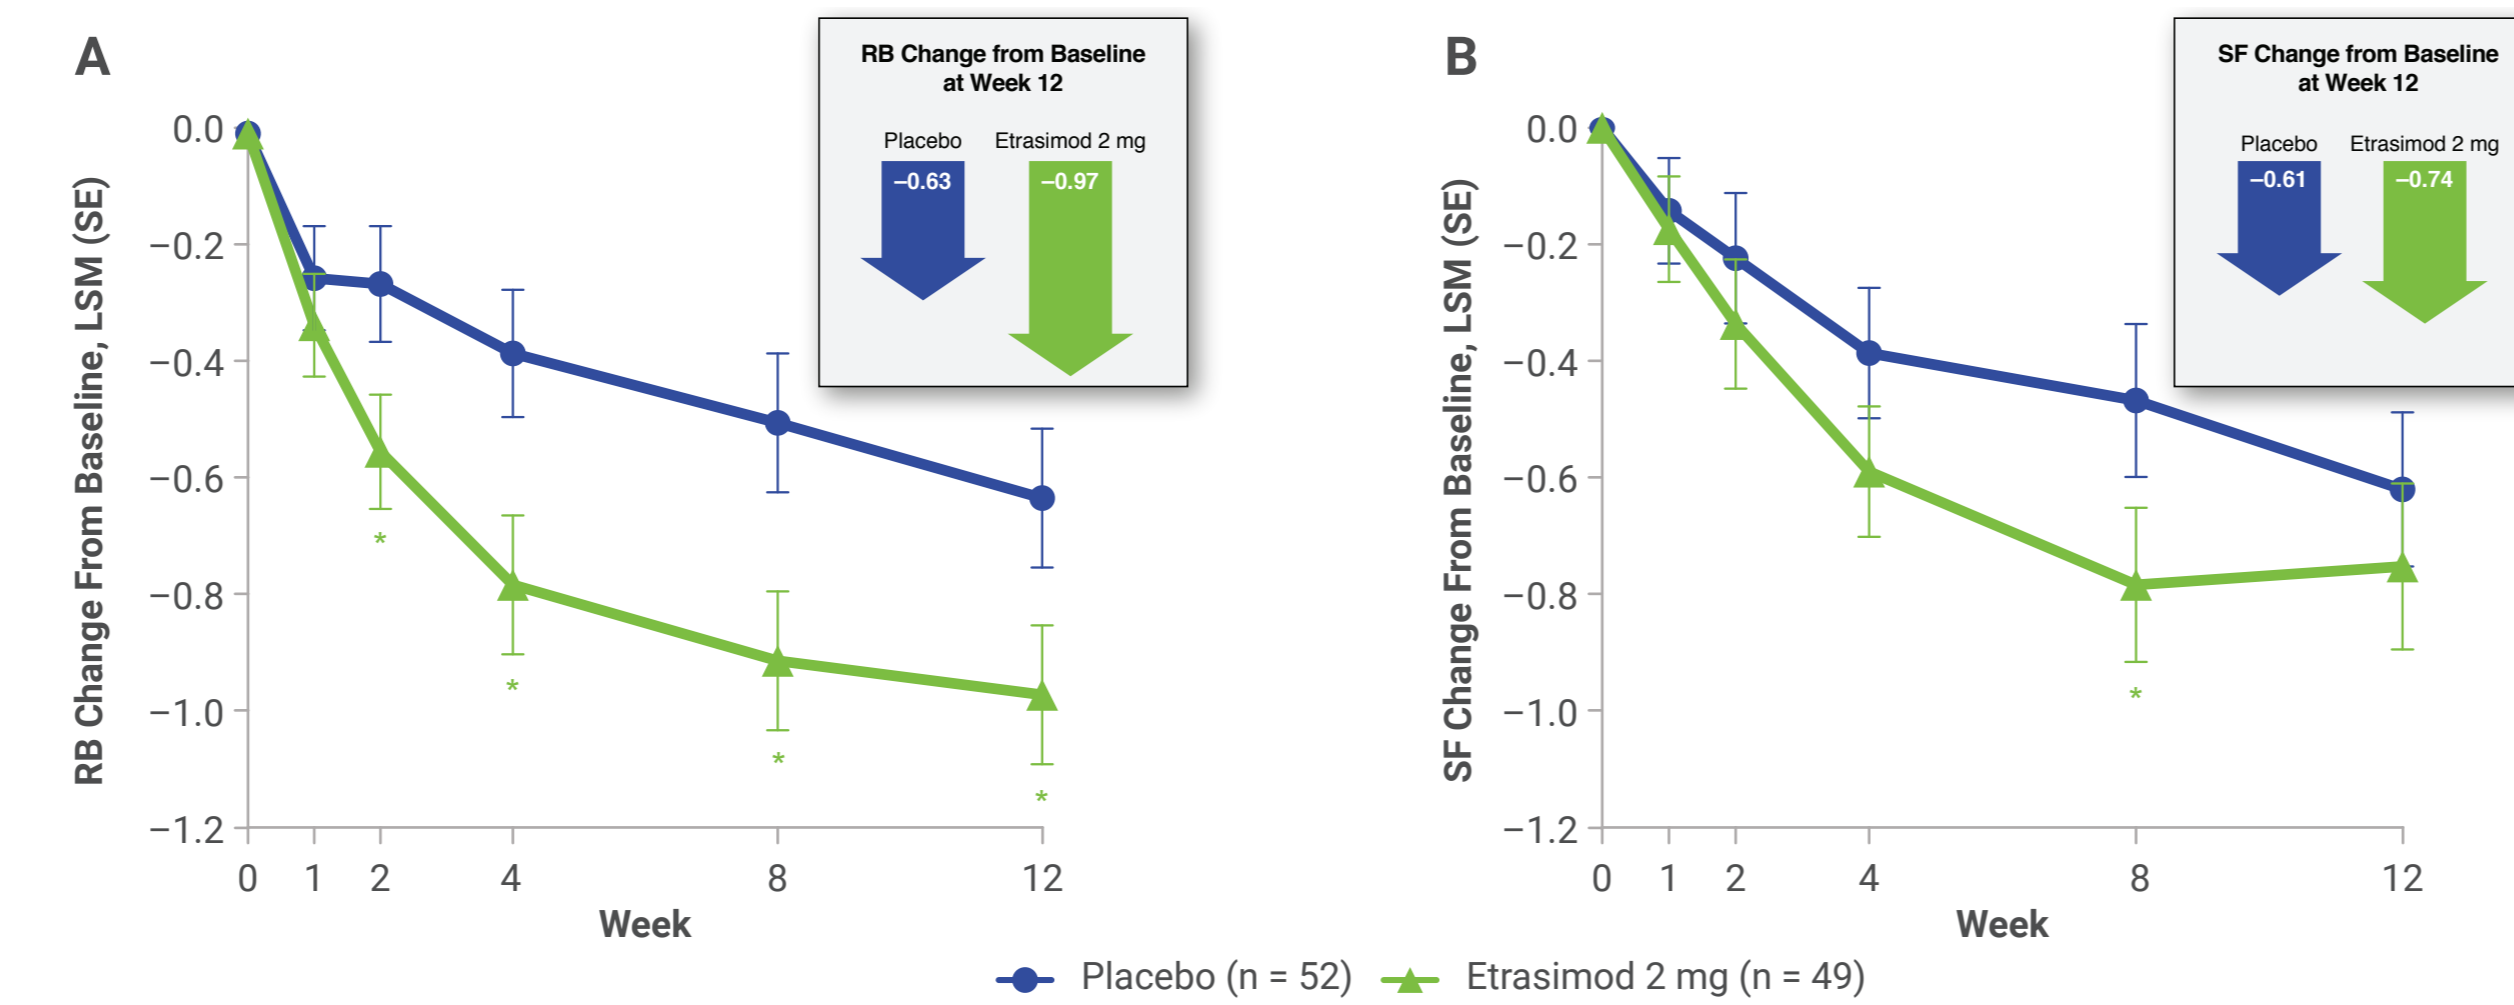 A
RB Change from Baseline
at Week 12
Placebo
Etrasimod 2 mg
–0.63
–0.97
RB Change From Baseline, LSM (SE)
0.0
−0.2
−0.4
−0.6
−0.8
−1.0
−1.2
*
*
*
*
0
1
2
4
8
12
Week
B
SF Change from Baseline
at Week 12
Placebo
Etrasimod 2 mg
–0.61
–0.74
SF Change From Baseline, LSM (SE)
0.0
−0.2
−0.4
−0.6
−0.8
−1.0
−1.2
*
0
1
2
4
8
12
Week
Placebo (n = 52)
Etrasimod 2 mg (n = 49)